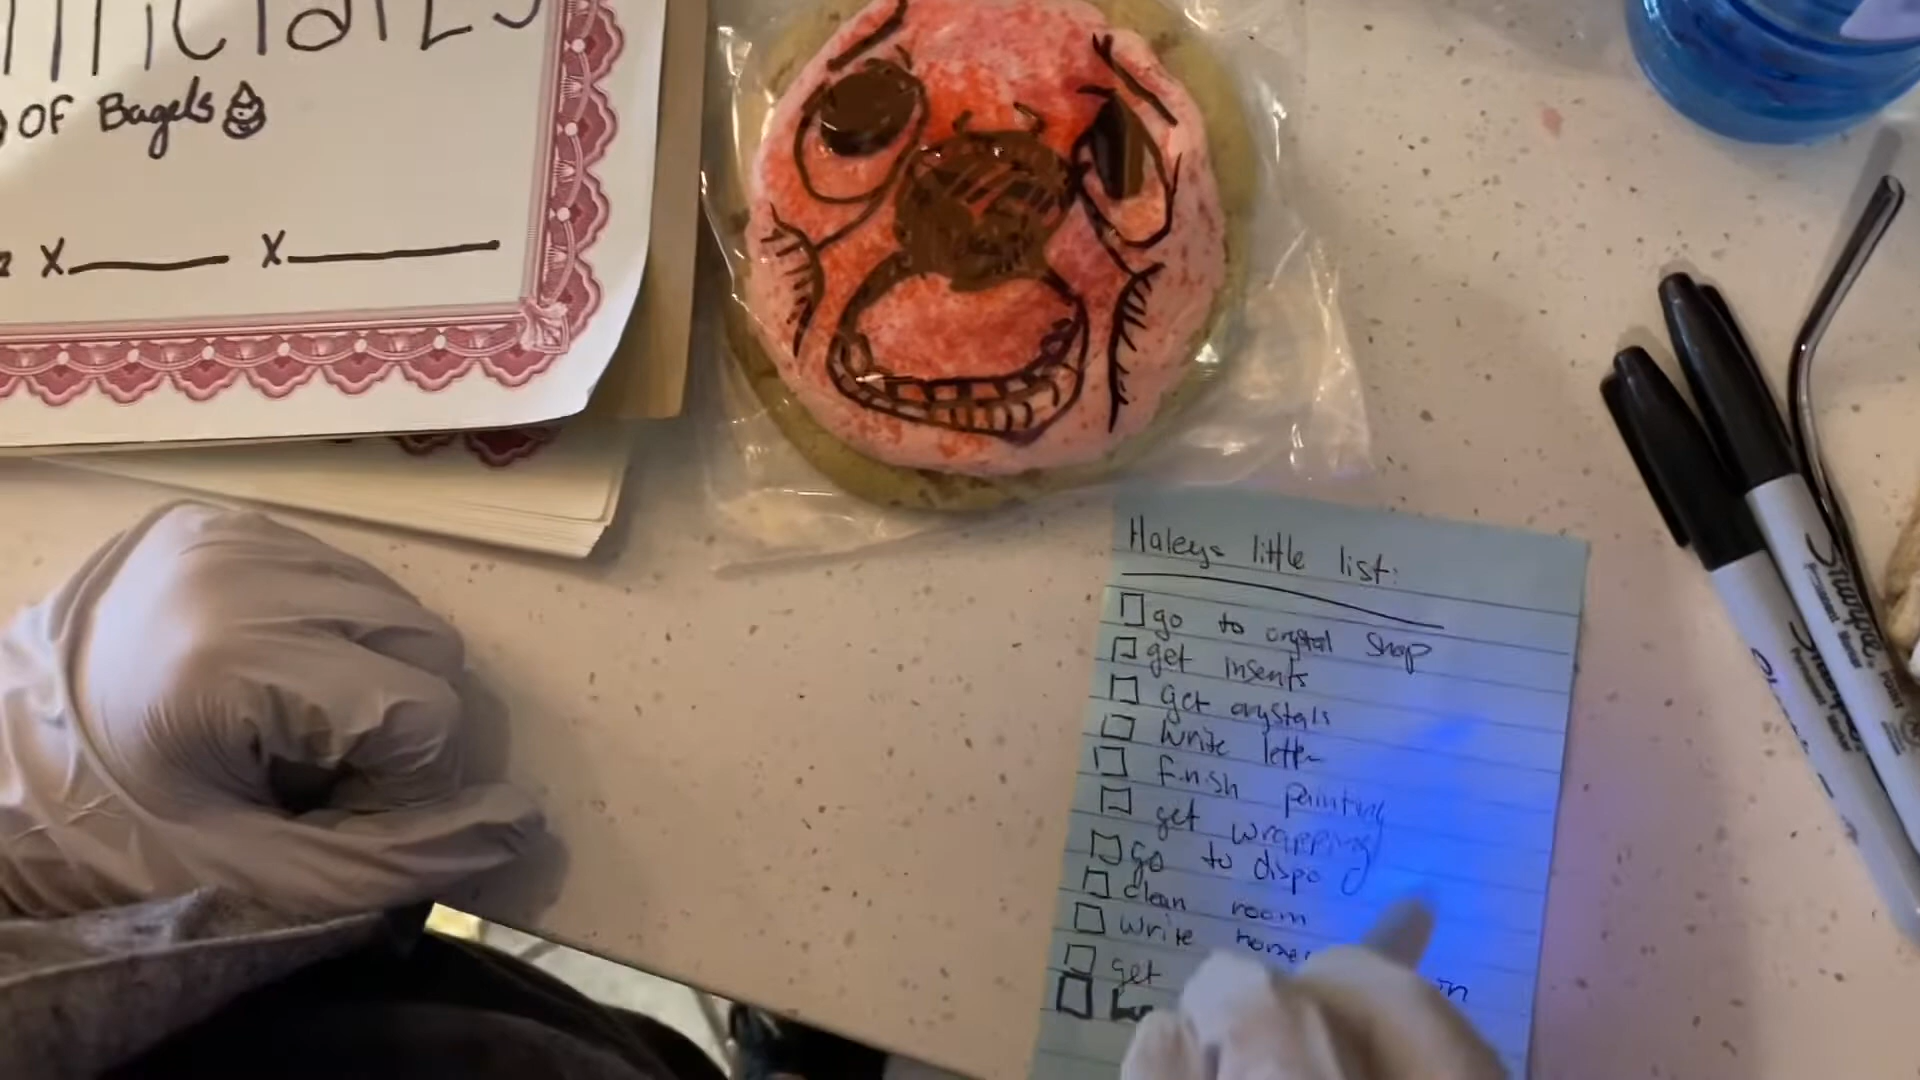 OF Bagels
X X
Haleys little list:
go to crystal shop
get insents
get crystals
write letter
finish painting
get wrapping
go to dispo
clean room
write
get
Sharpie